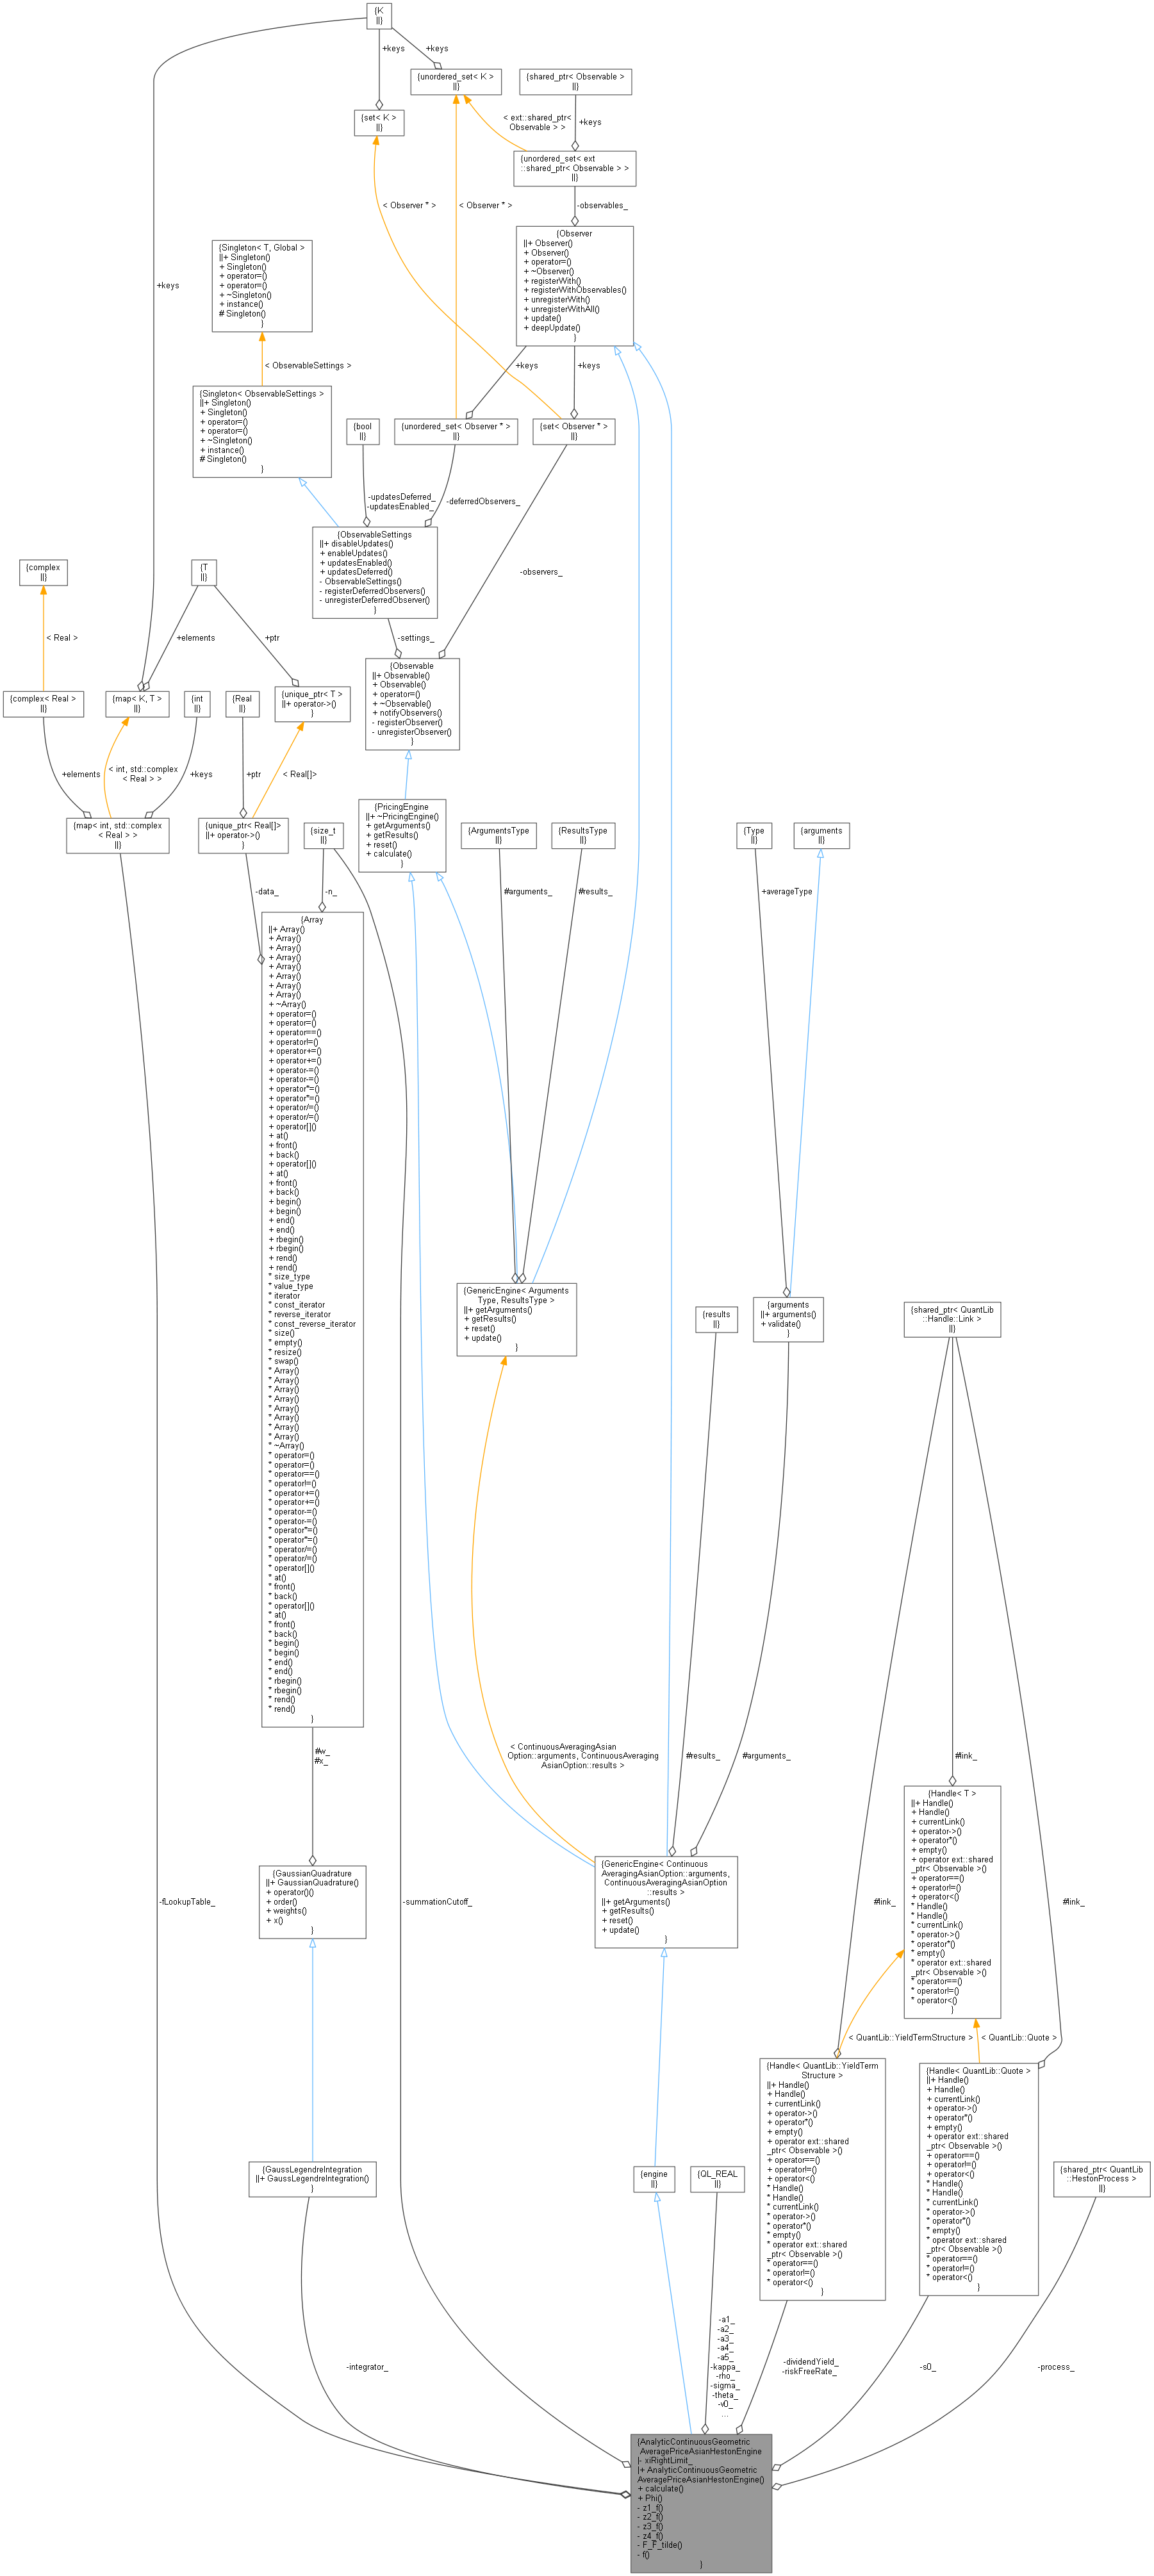 {K
||}
+keys
+keys
{unordered_set< K >
||}
{shared_ptr< Observable >
||}
{set< K >
||}
< ext::shared_ptr<
Observable > >
+keys
{unordered_set< ext
::shared_ptr< Observable > >
||}
< Observer * >
< Observer * >
-observables_
{Observer
||+ Observer()
+ Observer()
+ operator=()
+ ~Observer()
+ registerWith()
+ registerWithObservables()
+ unregisterWith()
+ unregisterWithAll()
+ update()
+ deepUpdate()
}
{Singleton< T, Global >
||+ Singleton()
+ Singleton()
+ operator=()
+ operator=()
+ ~Singleton()
+ instance()
# Singleton()
}
+keys
< ObservableSettings >
+keys
+keys
{Singleton< ObservableSettings >
||+ Singleton()
+ Singleton()
+ operator=()
+ operator=()
+ ~Singleton()
+ instance()
# Singleton()
}
{bool
||}
{unordered_set< Observer * >
||}
{set< Observer * >
||}
-updatesDeferred_
-updatesEnabled_
-deferredObservers_
{ObservableSettings
||+ disableUpdates()
+ enableUpdates()
+ updatesEnabled()
+ updatesDeferred()
- ObservableSettings()
- registerDeferredObservers()
- unregisterDeferredObserver()
}
-observers_
{complex
||}
{T
||}
< Real >
+elements
+ptr
-settings_
{Observable
||+ Observable()
+ Observable()
+ operator=()
+ ~Observable()
+ notifyObservers()
- registerObserver()
- unregisterObserver()
}
{complex< Real >
||}
{map< K, T >
||}
{int
||}
{Real
||}
{unique_ptr< T >
||+ operator->()
}
+elements
< int, std::complex
< Real > >
+keys
+ptr
< Real[]>
{map< int, std::complex
< Real > >
||}
{unique_ptr< Real[]>
||+ operator->()
}
{size_t
||}
{PricingEngine
||+ ~PricingEngine()
+ getArguments()
+ getResults()
+ reset()
+ calculate()
}
{ArgumentsType
||}
{ResultsType
||}
{Type
||}
{arguments
||}
-data_
-n_
#arguments_
#results_
+averageType
{Array
||+ Array()
+ Array()
+ Array()
+ Array()
+ Array()
+ Array()
+ Array()
+ Array()
+ ~Array()
+ operator=()
+ operator=()
+ operator==()
+ operator!=()
+ operator+=()
+ operator+=()
+ operator-=()
+ operator-=()
+ operator*=()
+ operator*=()
+ operator/=()
+ operator/=()
+ operator[]()
+ at()
+ front()
+ back()
+ operator[]()
+ at()
+ front()
+ back()
+ begin()
+ begin()
+ end()
+ end()
+ rbegin()
+ rbegin()
+ rend()
+ rend()
* size_type
* value_type
* iterator
* const_iterator
* reverse_iterator
* const_reverse_iterator
* size()
* empty()
* resize()
* swap()
* Array()
* Array()
* Array()
* Array()
* Array()
* Array()
* Array()
* Array()
* ~Array()
* operator=()
* operator=()
* operator==()
* operator!=()
* operator+=()
* operator+=()
* operator-=()
* operator-=()
* operator*=()
* operator*=()
* operator/=()
* operator/=()
* operator[]()
* at()
* front()
* back()
* operator[]()
* at()
* front()
* back()
* begin()
* begin()
* end()
* end()
* rbegin()
* rbegin()
* rend()
* rend()
}
{GenericEngine< Arguments
Type, ResultsType >
||+ getArguments()
+ getResults()
+ reset()
+ update()
}
{results
||}
{arguments
||+ arguments()
+ validate()
}
{shared_ptr< QuantLib
::Handle::Link >
||}
#w_
#x_
< ContinuousAveragingAsian
Option::arguments, ContinuousAveraging
AsianOption::results >
#results_
#arguments_
#link_
{Handle< T >
||+ Handle()
+ Handle()
+ currentLink()
+ operator->()
+ operator*()
+ empty()
+ operator ext::shared
_ptr< Observable >()
+ operator==()
+ operator!=()
+ operator<()
* Handle()
* Handle()
* currentLink()
* operator->()
* operator*()
* empty()
* operator ext::shared
_ptr< Observable >()
* operator==()
* operator!=()
* operator<()
}
{GaussianQuadrature
||+ GaussianQuadrature()
+ operator()()
+ order()
+ weights()
+ x()
}
{GenericEngine< Continuous
AveragingAsianOption::arguments,
ContinuousAveragingAsianOption
::results >
||+ getArguments()
+ getResults()
+ reset()
+ update()
}
-fLookupTable_
-summationCutoff_
#link_
#link_
< QuantLib::YieldTermStructure >
< QuantLib::Quote >
{Handle< QuantLib::YieldTerm
Structure >
||+ Handle()
+ Handle()
+ currentLink()
+ operator->()
+ operator*()
+ empty()
+ operator ext::shared
_ptr< Observable >()
+ operator==()
+ operator!=()
+ operator<()
* Handle()
* Handle()
* currentLink()
* operator->()
* operator*()
* empty()
* operator ext::shared
_ptr< Observable >()
* operator==()
* operator!=()
* operator<()
}
{Handle< QuantLib::Quote >
||+ Handle()
+ Handle()
+ currentLink()
+ operator->()
+ operator*()
+ empty()
+ operator ext::shared
_ptr< Observable >()
+ operator==()
+ operator!=()
+ operator<()
* Handle()
* Handle()
* currentLink()
* operator->()
* operator*()
* empty()
* operator ext::shared
_ptr< Observable >()
* operator==()
* operator!=()
* operator<()
}
{GaussLegendreIntegration
||+ GaussLegendreIntegration()
}
{engine
||}
{QL_REAL
||}
{shared_ptr< QuantLib
::HestonProcess >
||}
-integrator_
-a1_
-a2_
-a3_
-a4_
-a5_
-kappa_
-rho_
-sigma_
-theta_
-v0_
...
-dividendYield_
-riskFreeRate_
-s0_
-process_
{AnalyticContinuousGeometric
AveragePriceAsianHestonEngine
|- xiRightLimit_
|+ AnalyticContinuousGeometric
AveragePriceAsianHestonEngine()
+ calculate()
+ Phi()
- z1_f()
- z2_f()
- z3_f()
- z4_f()
- F_F_tilde()
- f()
}